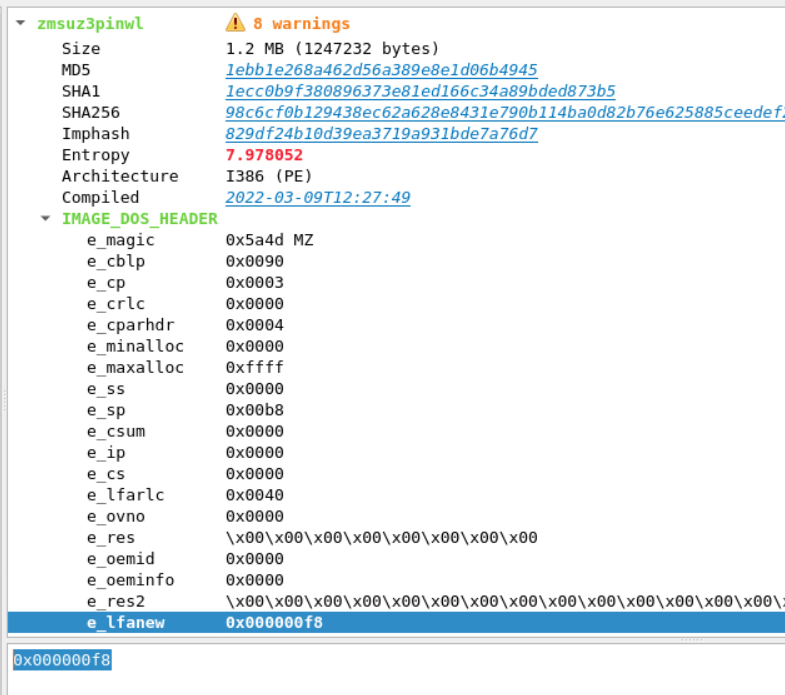 zmsuz3pinwl 8 warnings
Size 1.2 MB (1247232 bytes)
MD5 1ebb1e268a462d56a389e8e1d06b4945
SHA1 1ecc0b9f380896373e81ed166c34a89bded873b5
SHA256 98c6cf0b129438ec62a628e8431e790b114ba0d82b76e625885ceedef
Imphash 829df24b10d39ea3719a931bde7a76d7
Entropy 7.978052
Architecture I386 (PE)
Compiled 2022-03-09T12:27:49
IMAGE_DOS_HEADER
e_magic 0x5a4d MZ
e_cblp 0x0090
e_cp 0x0003
e_crlc 0x0000
e_cparhdr 0x0004
e_minalloc 0x0000
e_maxalloc 0xffff
e_ss 0x0000
e_sp 0x00b8
e_csum 0x0000
e_ip 0x0000
e_cs 0x0000
e_lfarlc 0x0040
e_ovno 0x0000
e_res \x00\x00\x00\x00\x00\x00\x00\x00
e_oemid 0x0000
e_oeminfo 0x0000
e_res2 \x00\x00\x00\x00\x00\x00\x00\x00\x00\x00\x00\x00\x00\x00\
e_lfanew 0x000000f8
0x000000f8